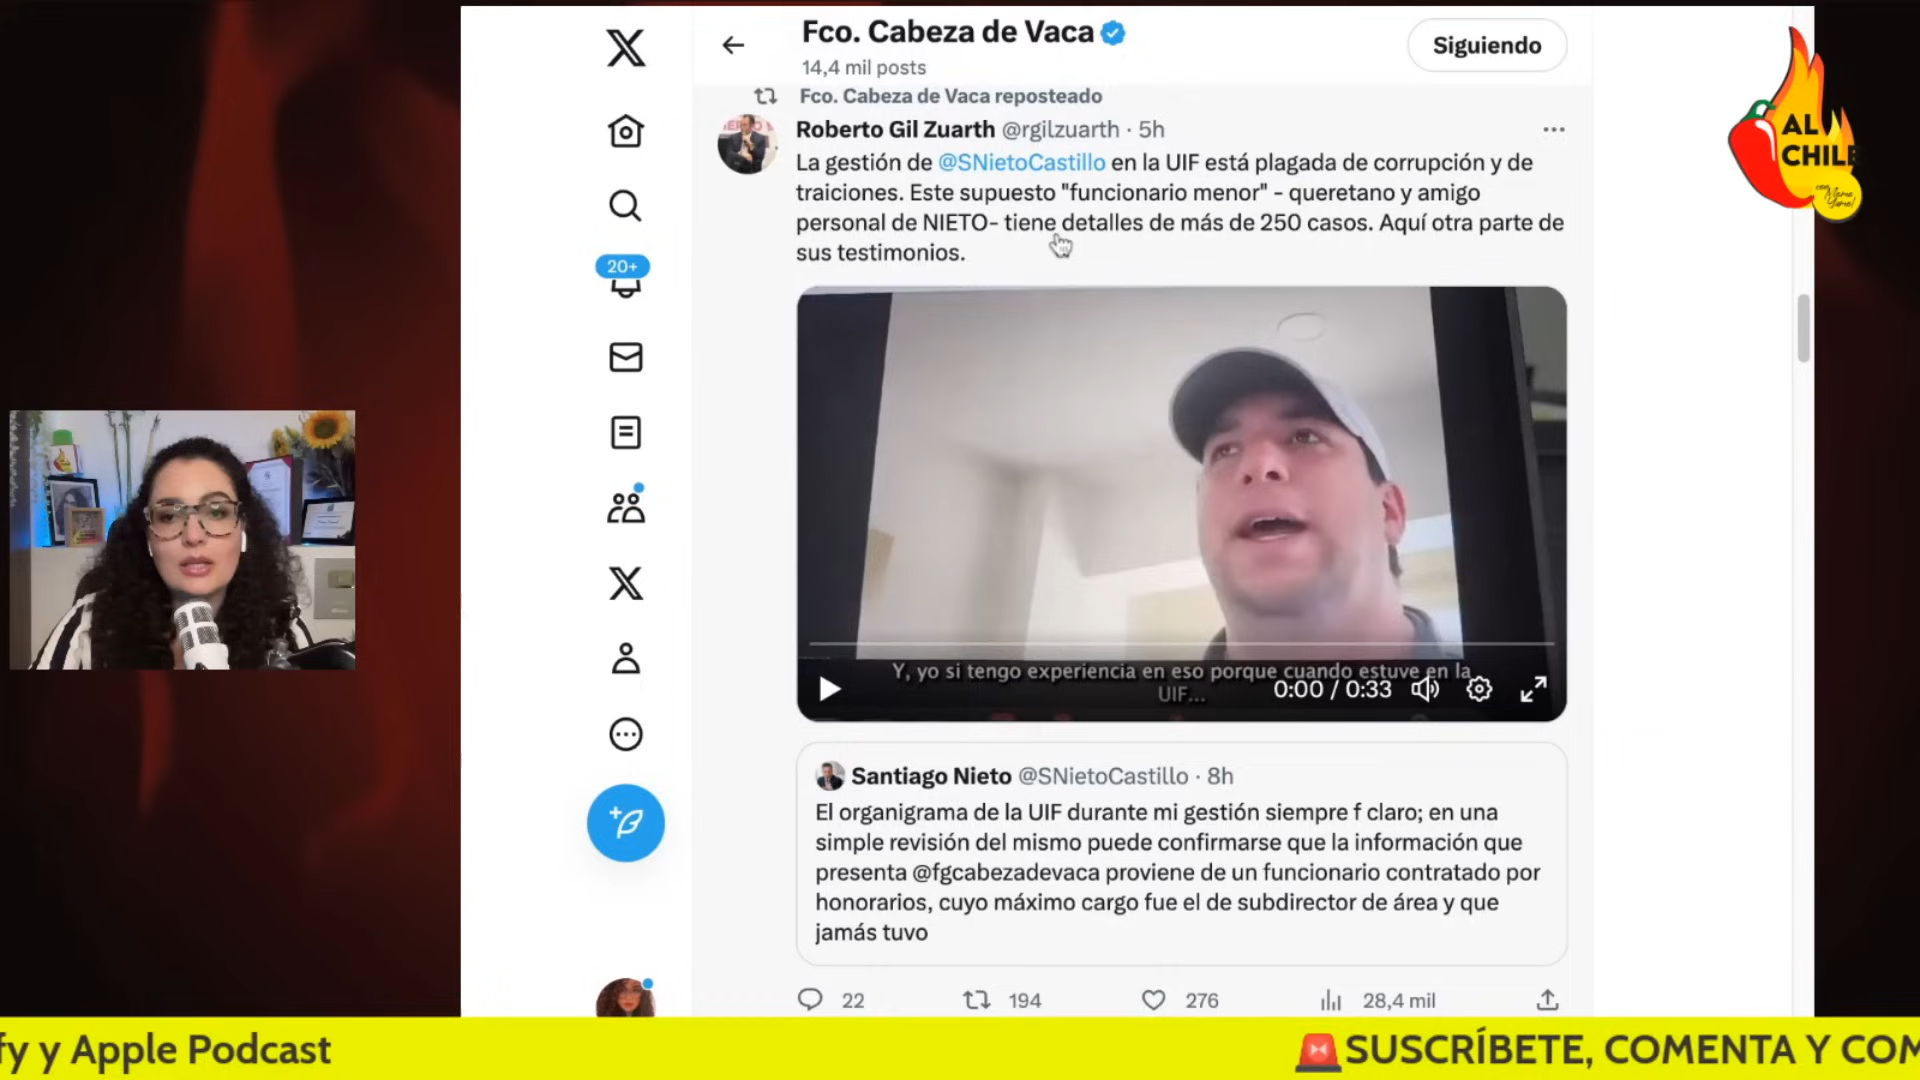 Fco. Cabeza de Vaca
14,4 mil posts
Siguiendo
Fco. Cabeza de Vaca reposteado
Roberto Gil Zuarth @rgilzuarth · 5h
La gestión de @SNietoCastillo en la UIF está plagada de corrupción y de
traiciones. Este supuesto "funcionario menor" - queretano y amigo
personal de NIETO- tiene detalles de más de 250 casos. Aquí otra parte de
sus testimonios.
20+
Y, yo si tengo experiencia en eso porque cuando estuve en la
UIF...
0:00 / 0:33
Santiago Nieto @SNietoCastillo · 8h
El organigrama de la UIF durante mi gestión siempre f claro; en una
simple revisión del mismo puede confirmarse que la información que
presenta @fgcabezadevaca proviene de un funcionario contratado por
honorarios, cuyo máximo cargo fue el de subdirector de área y que
jamás tuvo
22
194
276
28,4 mil
AL
CHILE
fy y Apple Podcast
SUSCRÍBETE, COMENTA Y COM